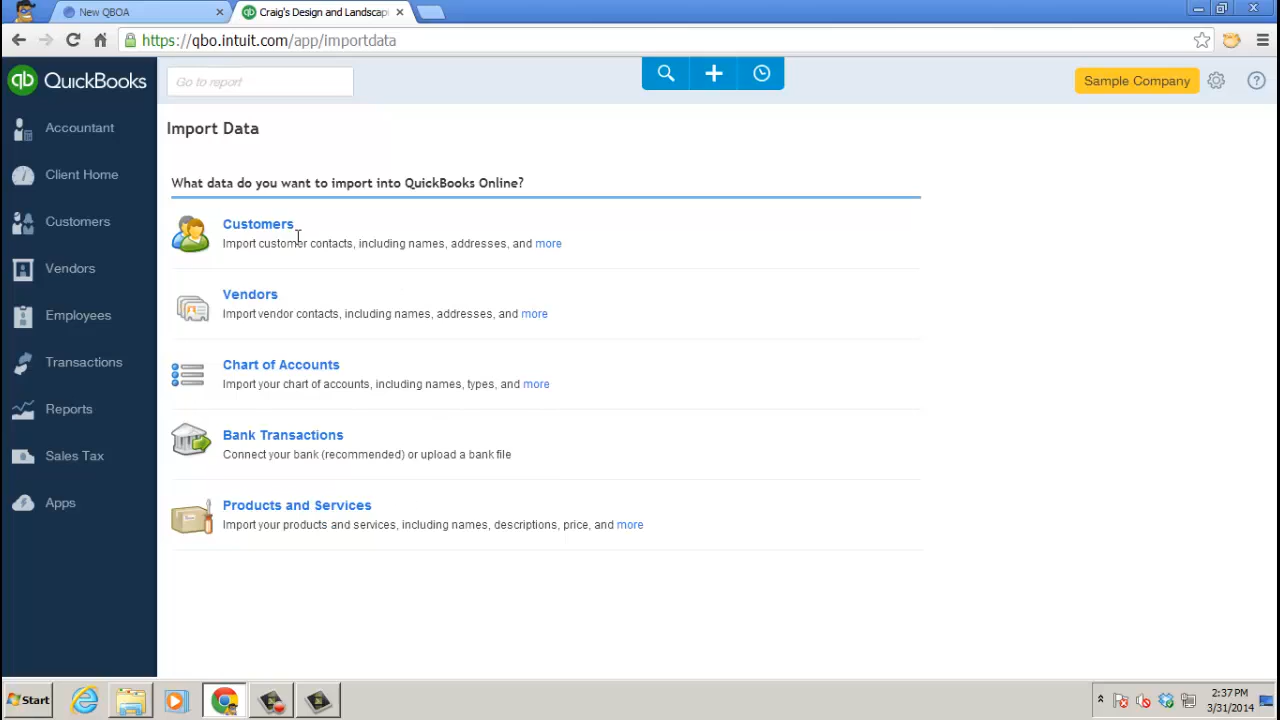 New QBOA
Craig's Design and Landscap
https://qbo.intuit.com/app/importdata
qb QuickBooks
Go to report
Sample Company
Accountant
Client Home
Customers
Vendors
Employees
Transactions
Reports
Sales Tax
Apps
Import Data
What data do you want to import into QuickBooks Online?
Customers
Import customer contacts, including names, addresses, and more
Vendors
Import vendor contacts, including names, addresses, and more
Chart of Accounts
Import your chart of accounts, including names, types, and more
Bank Transactions
Connect your bank (recommended) or upload a bank file
Products and Services
Import your products and services, including names, descriptions, price, and more
Start
2:37 PM
3/31/2014